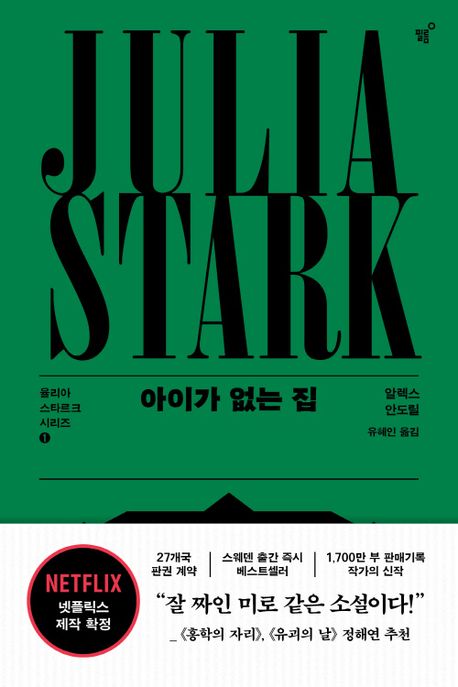 필름
JULIA
STARK
율리아
스타르크
시리즈
1
아이가 없는 집
알렉스
안도릴
유혜인 옮김
NETFLIX
넷플릭스
제작 확정
27개국
판권 계약
스웨덴 출간 즉시
베스트셀러
1,700만 부 판매기록
작가의 신작
“잘 짜인 미로 같은 소설이다!”
_《홍학의 자리》, 《유괴의 날》 정해연 추천